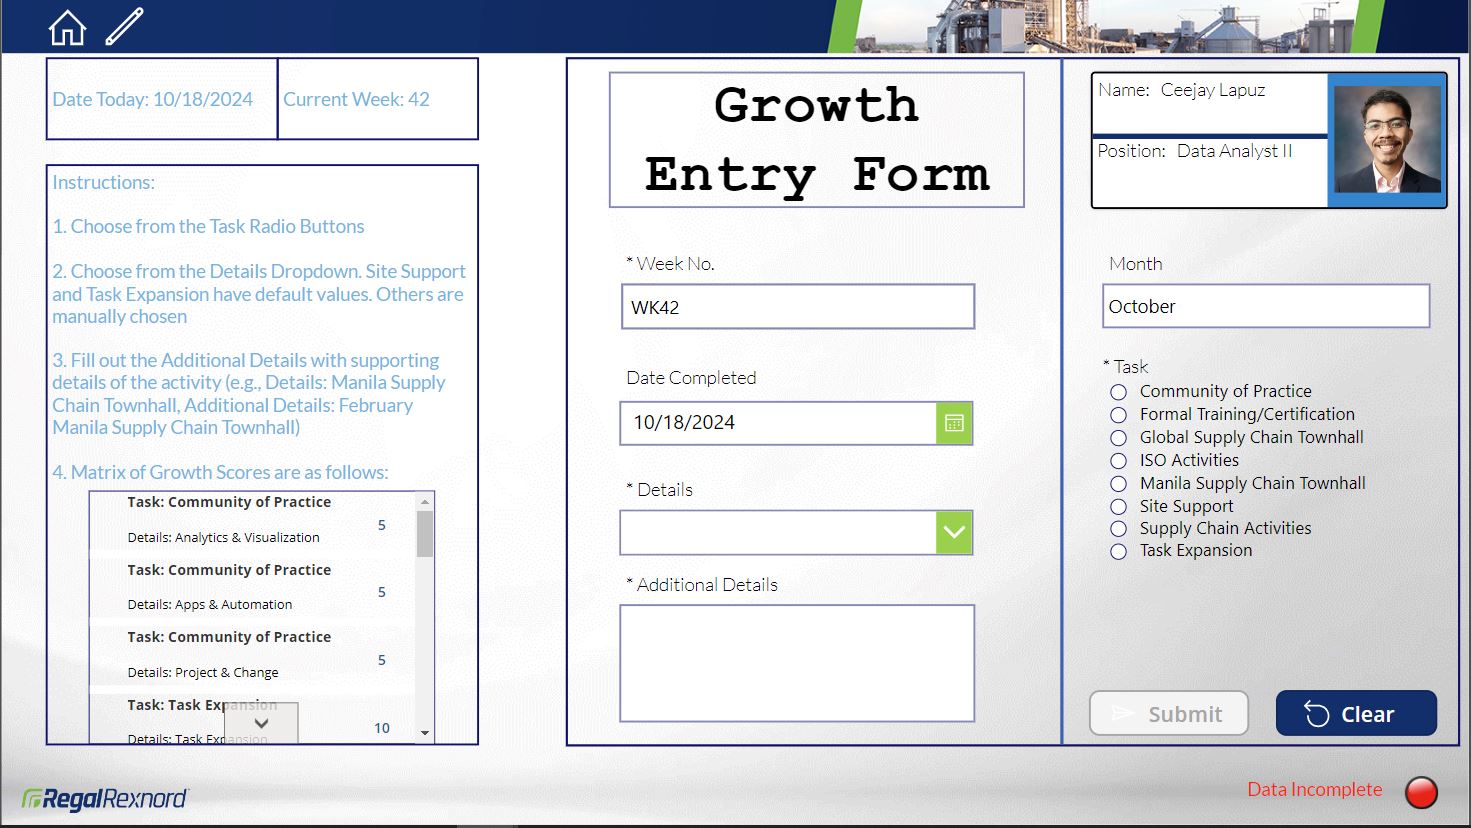 Date Today: 10/18/2024
Current Week: 42
Instructions:
1. Choose from the Task Radio Buttons
2. Choose from the Details Dropdown. Site Support
and Task Expansion have default values. Others are
manually chosen
3. Fill out the Additional Details with supporting
details of the activity (e.g., Details: Manila Supply
Chain Townhall, Additional Details: February
Manila Supply Chain Townhall)
4. Matrix of Growth Scores are as follows:
Task: Community of Practice
5
Details: Analytics & Visualization
Task: Community of Practice
5
Details: Apps & Automation
Task: Community of Practice
5
Details: Project & Change
Task: Task Expansion
10
Details: Task Expansion
Growth
Entry Form
* Week No.
WK42
Date Completed
10/18/2024
* Details
* Additional Details
Name: Ceejay Lapuz
Position: Data Analyst II
Month
October
* Task
Community of Practice
Formal Training/Certification
Global Supply Chain Townhall
ISO Activities
Manila Supply Chain Townhall
Site Support
Supply Chain Activities
Task Expansion
Submit
Clear
RegalRexnord
Data Incomplete